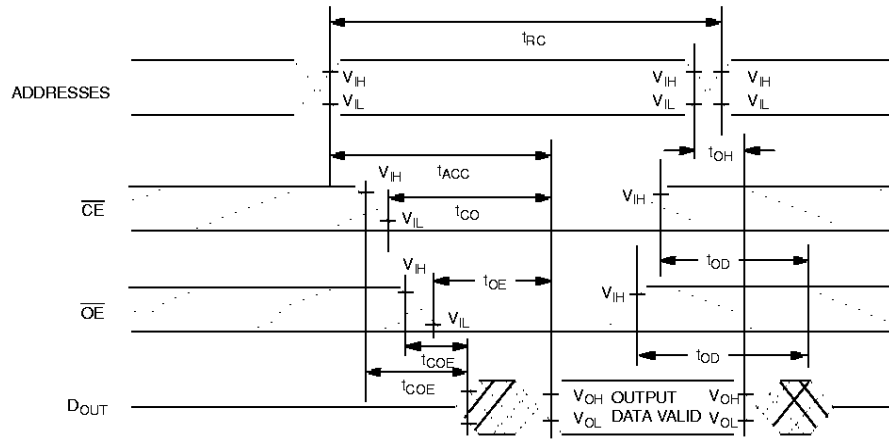 tRC
ADDRESSES
VIH VIH VIH
VIL VIL VIL
tOH
tACC
VIH
CE
tCO
VIH
VIL
tOD
VIH
tOE
VIH
OE
VIL
tOD
tCOE
tCOE
DOUT
VOH OUTPUT VOH
VOL DATA VALID VOL